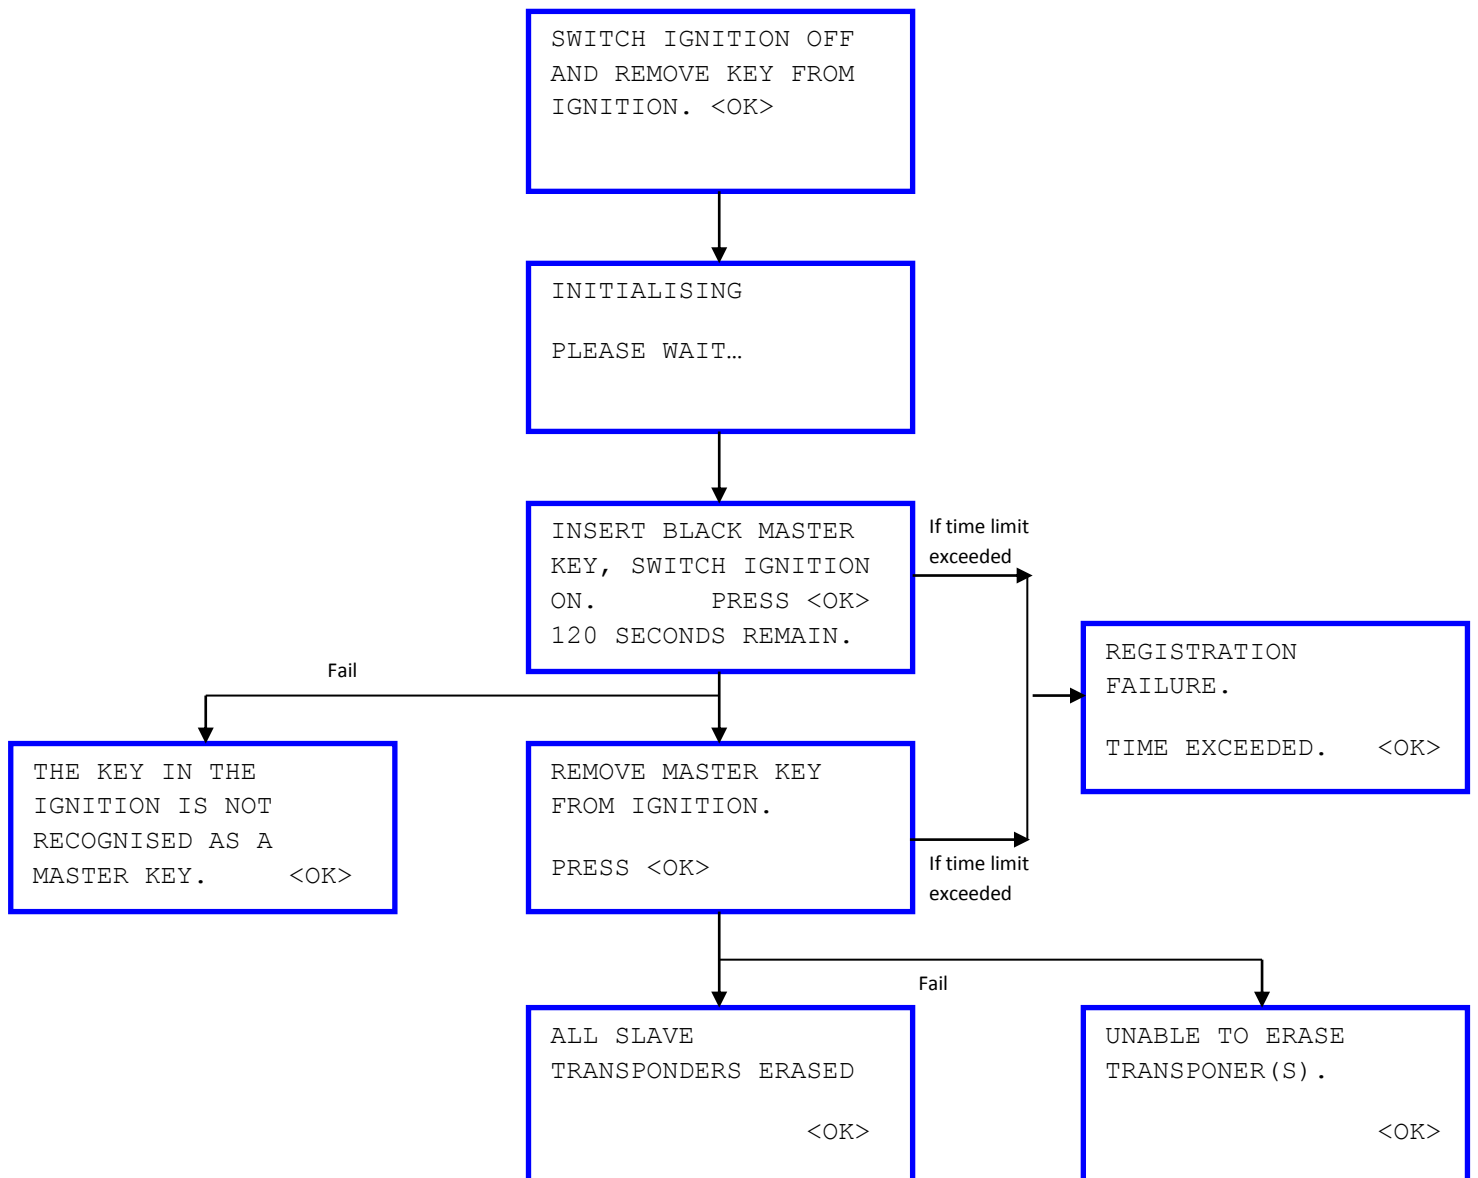 SWITCH IGNITION OFF
AND REMOVE KEY FROM
IGNITION. <OK>
INITIALISING
PLEASE WAIT…
INSERT BLACK MASTER
KEY, SWITCH IGNITION
ON. PRESS <OK>
120 SECONDS REMAIN.
If time limit
exceeded
REGISTRATION
FAILURE.
TIME EXCEEDED. <OK>
Fail
THE KEY IN THE
IGNITION IS NOT
RECOGNISED AS A
MASTER KEY. <OK>
REMOVE MASTER KEY
FROM IGNITION.
PRESS <OK>
If time limit
exceeded
Fail
ALL SLAVE
TRANSPONDERS ERASED
<OK>
UNABLE TO ERASE
TRANSPONER(S).
<OK>